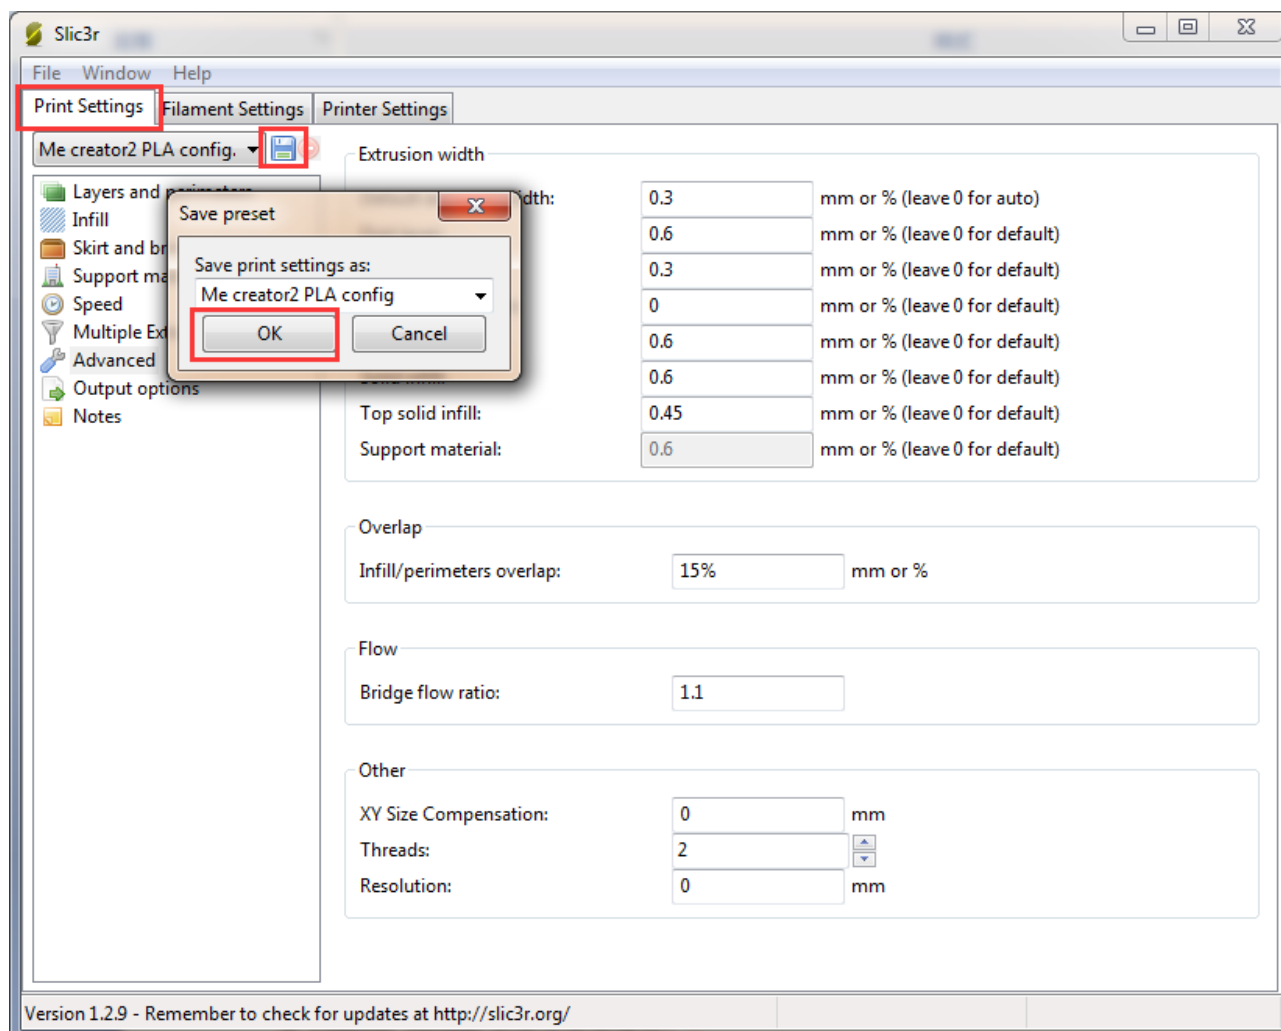 Slic3r
File Window Help
Print Settings Filament Settings Printer Settings
Me creator2 PLA config.
Layers and perimeters
Infill
Skirt and br
Support ma
Speed
Multiple Ext
Advanced
Output options
Notes
Save preset
Save print settings as:
Me creator2 PLA config
OK Cancel
Extrusion width
width: 0.3 mm or % (leave 0 for auto)
0.6 mm or % (leave 0 for default)
0.3 mm or % (leave 0 for default)
0 mm or % (leave 0 for default)
0.6 mm or % (leave 0 for default)
Solid infill: 0.6 mm or % (leave 0 for default)
Top solid infill: 0.45 mm or % (leave 0 for default)
Support material: 0.6 mm or % (leave 0 for default)
Overlap
Infill/perimeters overlap: 15% mm or %
Flow
Bridge flow ratio: 1.1
Other
XY Size Compensation: 0 mm
Threads: 2
Resolution: 0 mm
Version 1.2.9 - Remember to check for updates at http://slic3r.org/